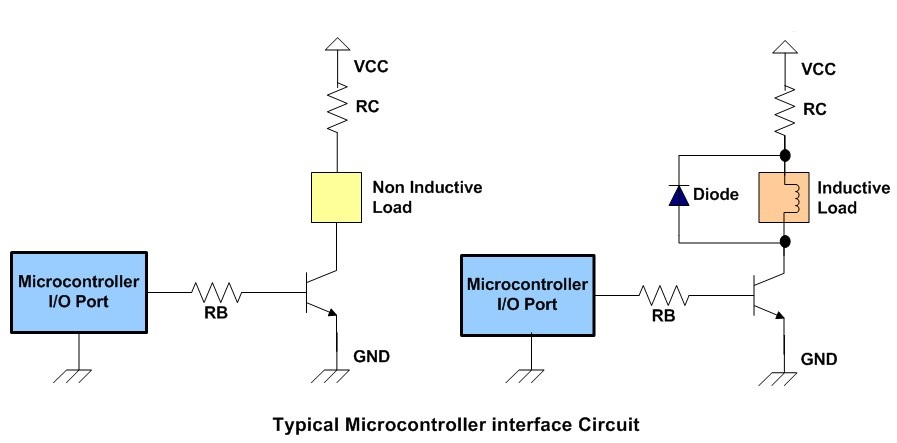 VCC
RC
Non Inductive
Load
Microcontroller
I/O Port
RB
GND
VCC
RC
Diode
Inductive
Load
Microcontroller
I/O Port
RB
GND
Typical Microcontroller interface Circuit